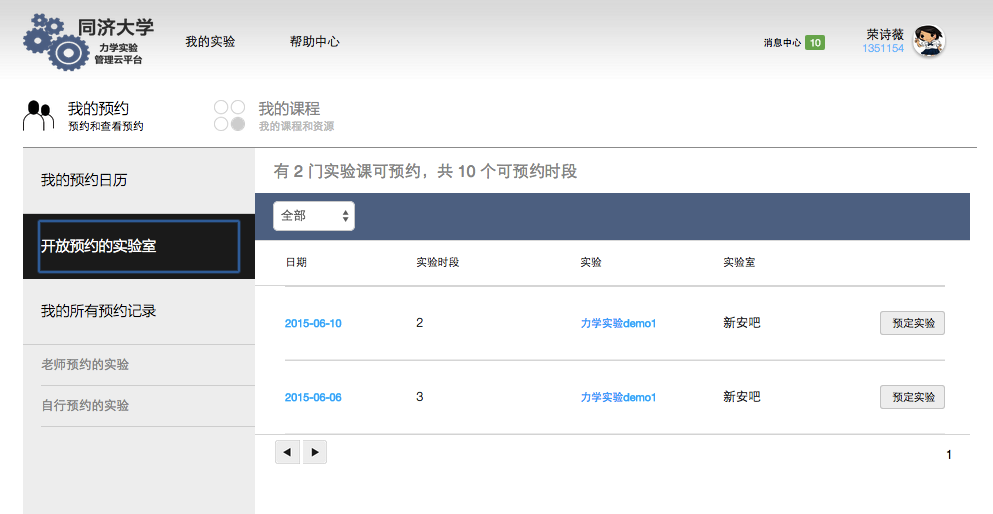 同济大学
力学实验
管理云平台
我的实验
帮助中心
消息中心 10
荣诗薇
1351154
我的预约
预约和查看预约
我的课程
我的课程和资源
我的预约日历
开放预约的实验室
我的所有预约记录
老师预约的实验
自行预约的实验
有 2 门实验课可预约，共 10 个可预约时段
全部
日期 实验时段 实验 实验室
2015-06-10 2 力学实验demo1 新安吧 预定实验
2015-06-06 3 力学实验demo1 新安吧 预定实验
1